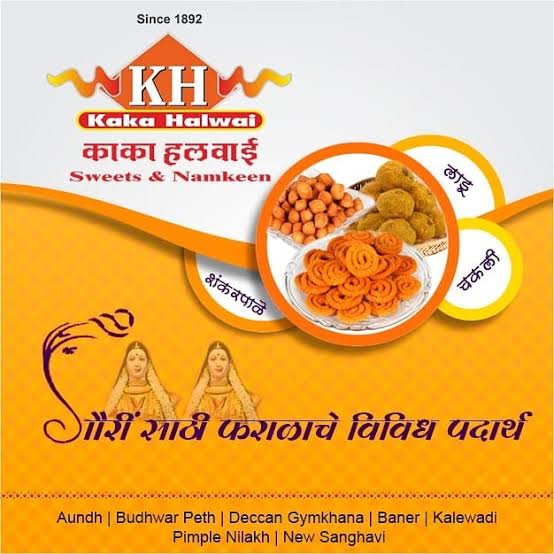 Since 1892
KH
Kaka Halwai
काका हलवाई
Sweets & Namkeen
लाडू
चकली
शंकरपाळे
गौरीं साठी फराळाचे विविध पदार्थ
Aundh | Budhwar Peth | Deccan Gymkhana | Baner | Kalewadi
Pimple Nilakh | New Sanghavi